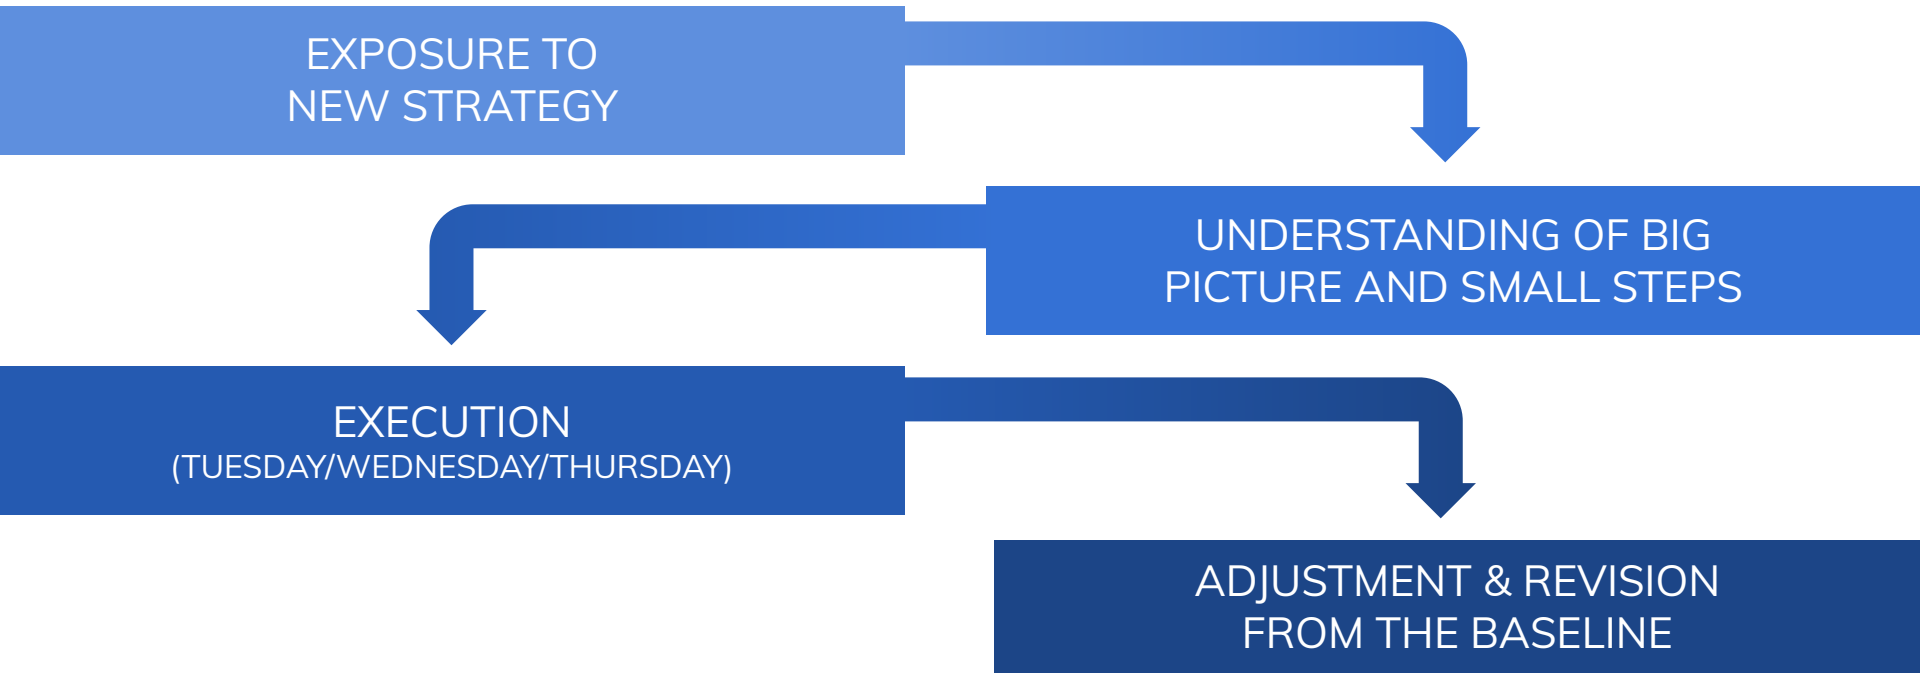 EXPOSURE TO
NEW STRATEGY
UNDERSTANDING OF BIG
PICTURE AND SMALL STEPS
EXECUTION
(TUESDAY/WEDNESDAY/THURSDAY)
ADJUSTMENT & REVISION
FROM THE BASELINE